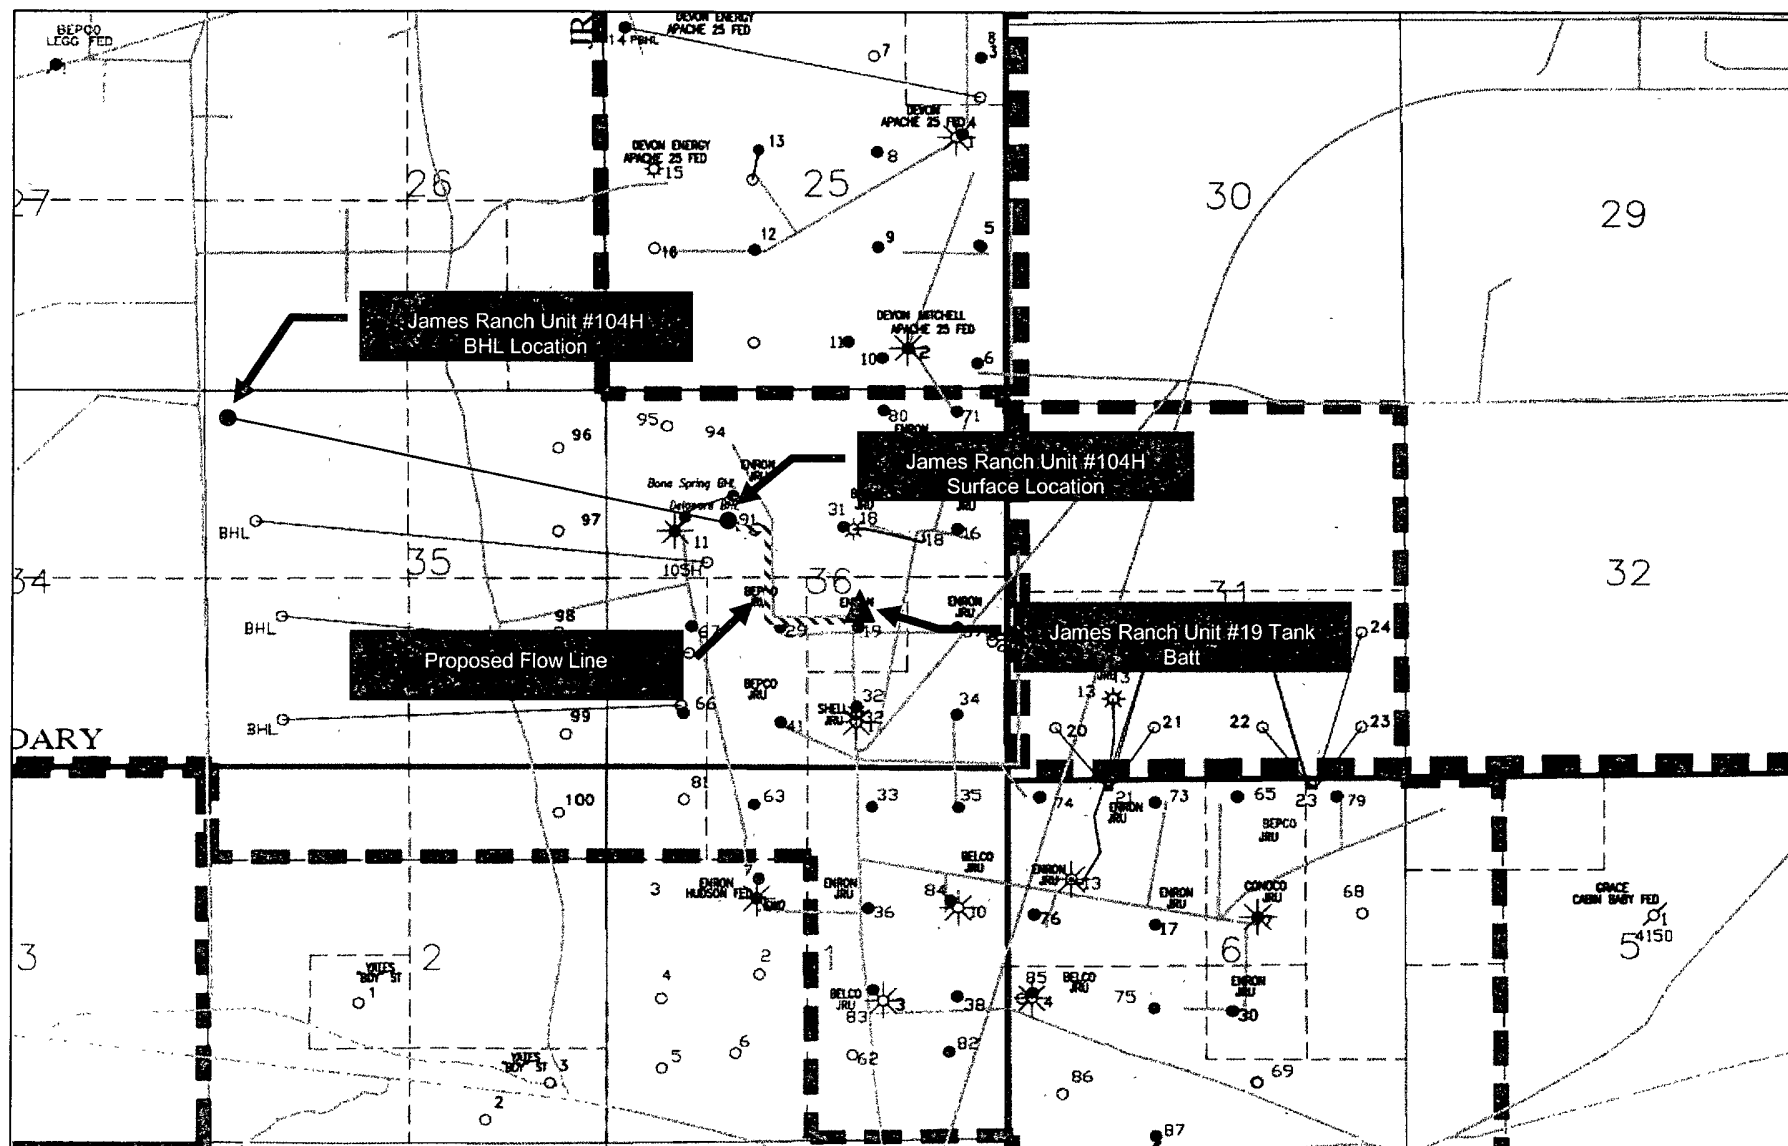 BEPCO
LEGG FED
JR
14 PBHL
DEVON ENERGY
APACHE 25 FED
7
8
3
DEVON
APACHE 25 FED 4
1
13
8
DEVON ENERGY
APACHE 25 FED
15
27
26
25
30
29
16
12
9
5
James Ranch Unit #104H
BHL Location
DEVON MITCHELL
APACHE 25 FED
11
10
2
6
95
94
80
71
96
ENRON
James Ranch Unit #104H
Surface Location
ENRON
JRU
Bone Spring BHL
Delaware BHL
91
31
18
JRU
97
BHL
11
18
16
105H
34
35
36
31
32
BEPCO
JRU
ENRON
ENRON
JRU
98
BHL
67
29
19
James Ranch Unit #19 Tank
Batt
24
Proposed Flow Line
BEPCO
JRU
32
34
JRU
13
13
66
SHELL
JRU
99
BHL
41
1
20
21
22
23
DARY
100
81
63
33
35
74
21
73
65
23
79
ENRON
JRU
BEPCO
JRU
BELCO
JRU
3
7
ENRON
HUDSON FED
ENRON
JRU
84
10
36
ENRON
JRU
13
76
ENRON
JRU
17
CONOCO
JRU
7
68
GRACE
CABIN BABY FED
1
4150
3
2
1
6
5
YATES
"BDY" ST
1
4
2
BELCO
JRU
83
3
38
85
4
BELCO
JRU
75
ENRON
JRU
30
YATES
"BDY" ST
3
5
6
62
82
86
69
2
87